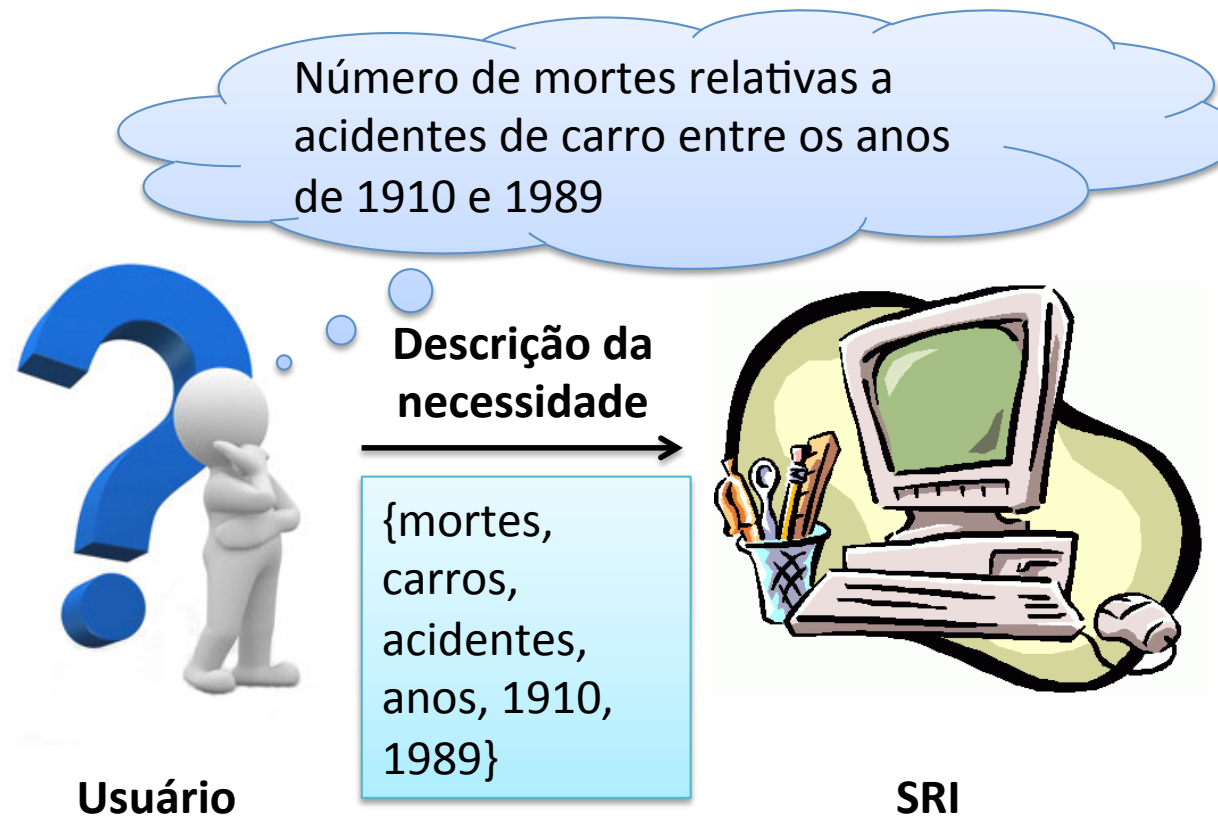 Número de mortes relativas a
acidentes de carro entre os anos
de 1910 e 1989
Descrição da
necessidade
{mortes,
carros,
acidentes,
anos, 1910,
1989}
Usuário
SRI